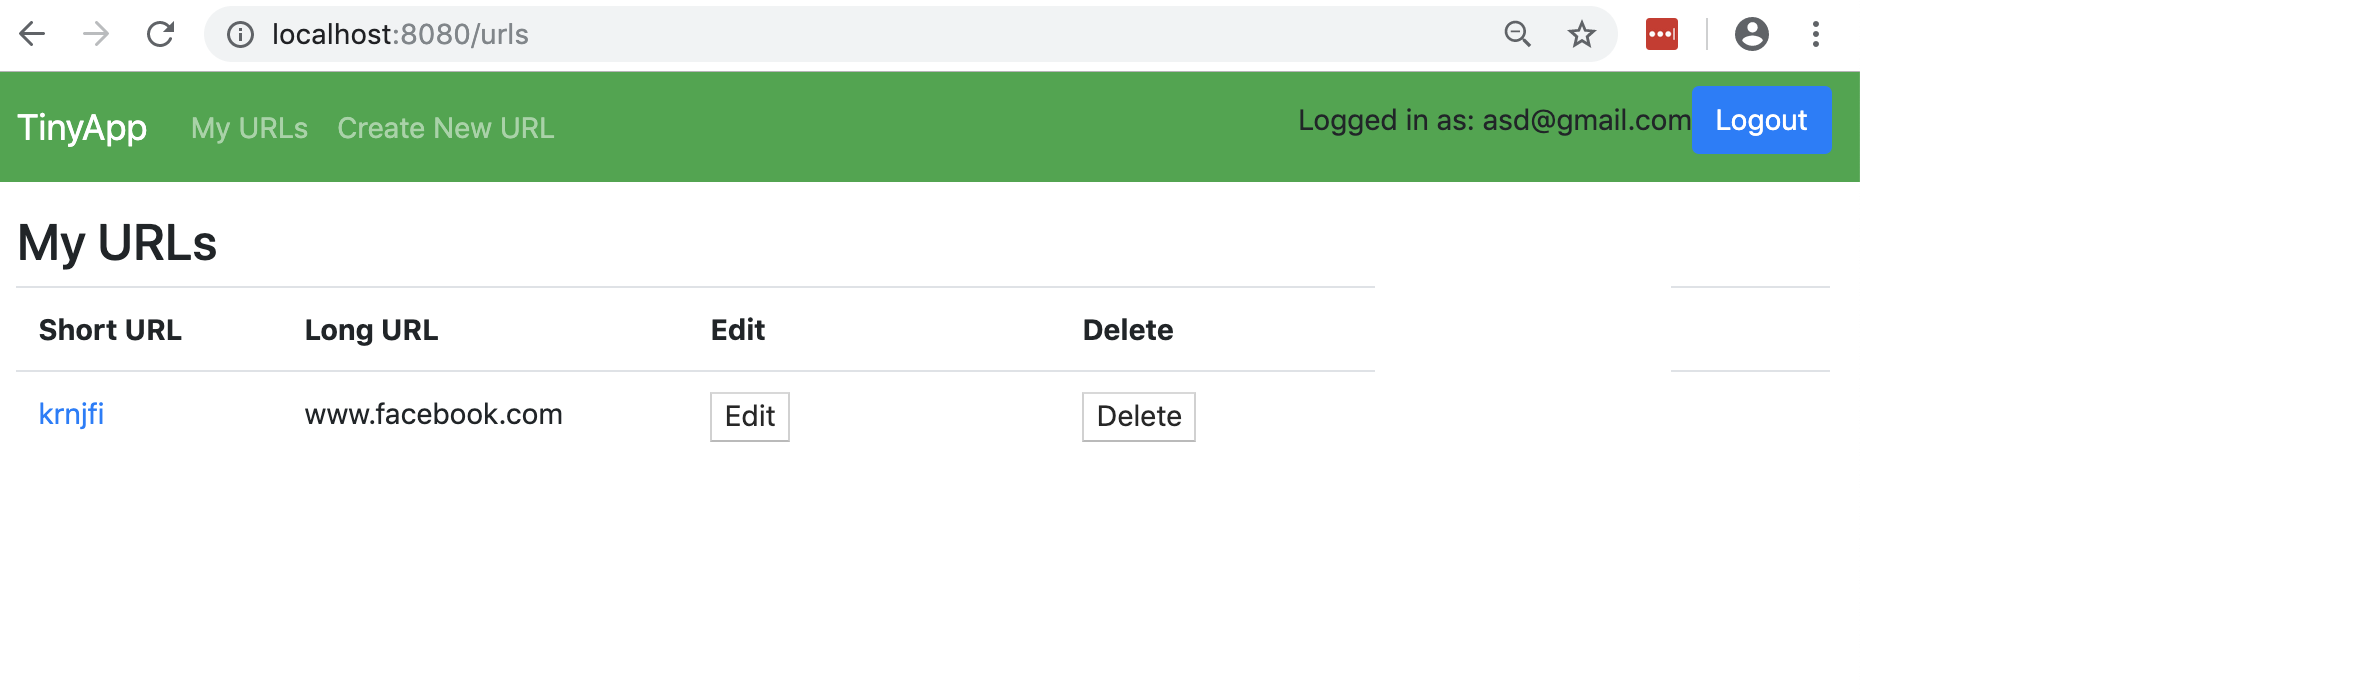 localhost:8080/urls
TinyApp My URLs Create New URL Logged in as: asd@gmail.com Logout
My URLs
Short URL Long URL Edit Delete
krnjfi www.facebook.com Edit Delete